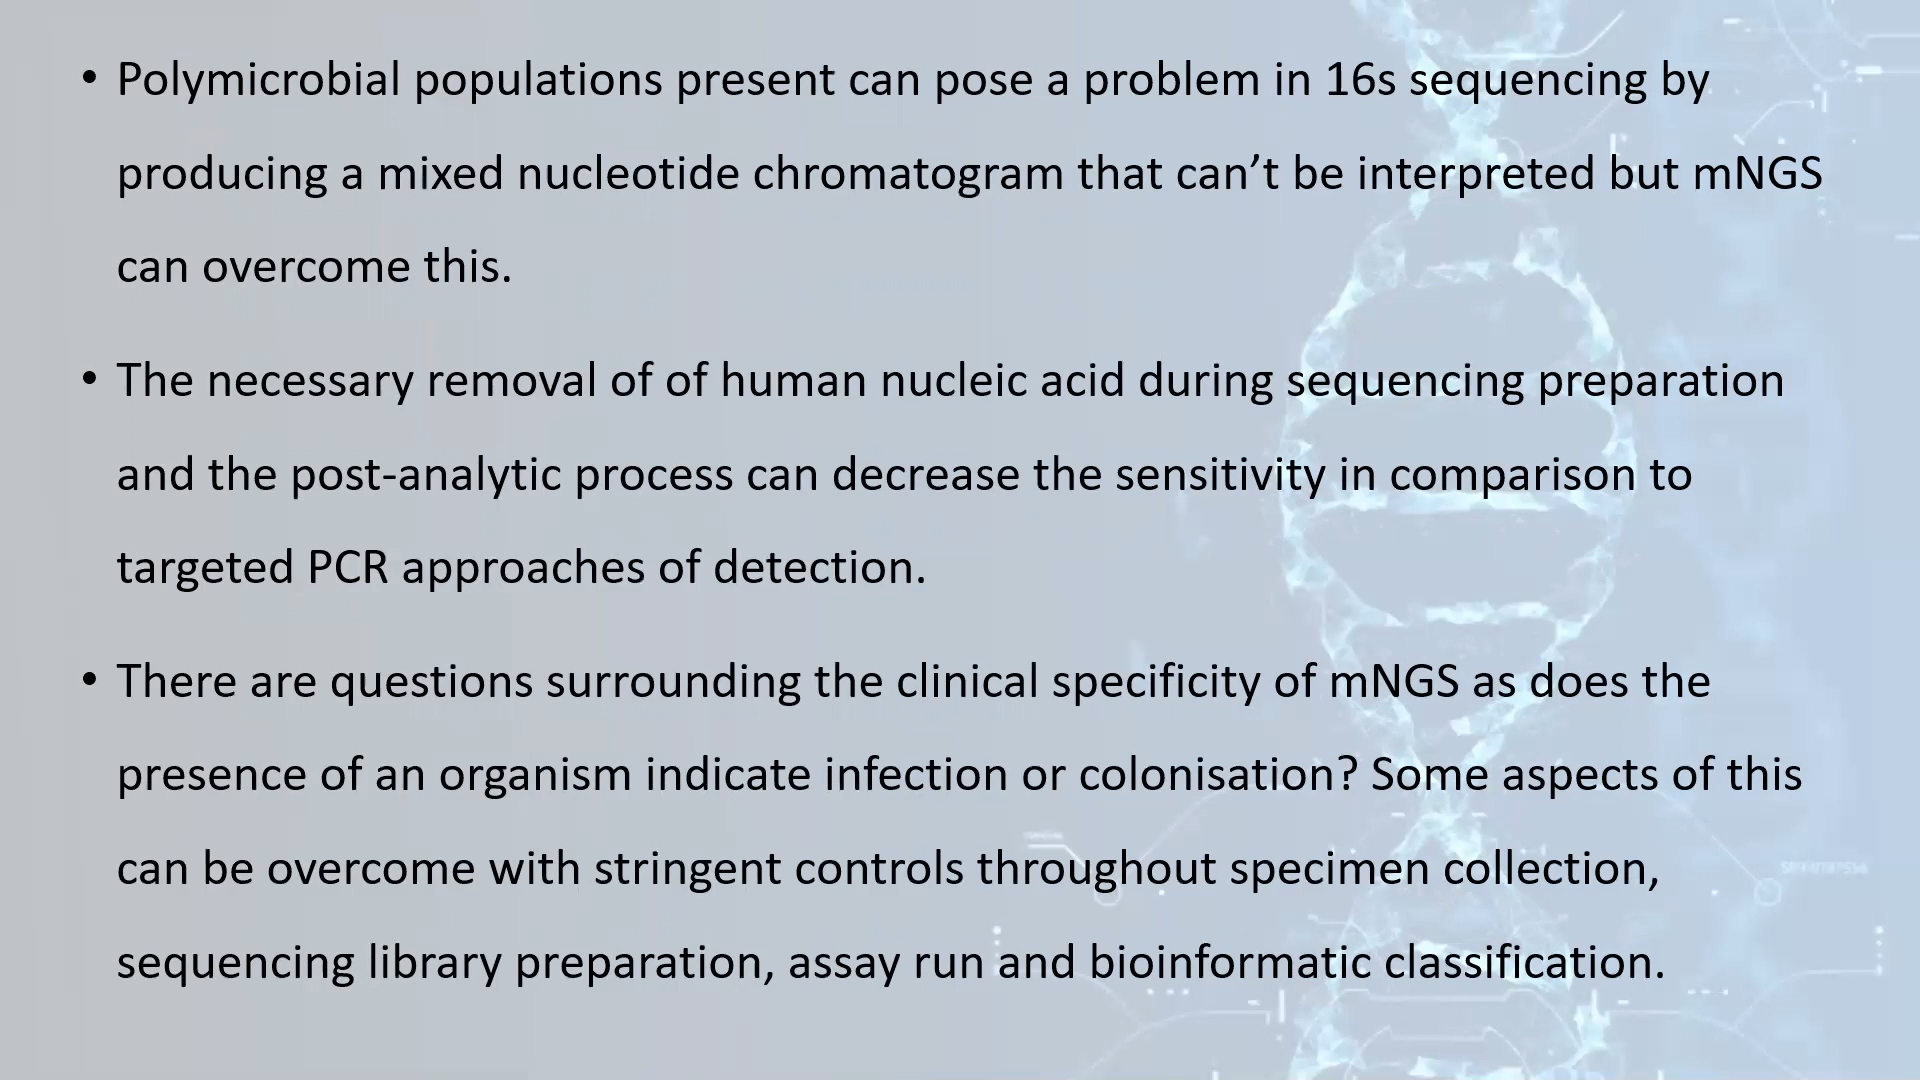 • Polymicrobial populations present can pose a problem in 16s sequencing by
producing a mixed nucleotide chromatogram that can’t be interpreted but mNGS
can overcome this.
• The necessary removal of of human nucleic acid during sequencing preparation
and the post-analytic process can decrease the sensitivity in comparison to
targeted PCR approaches of detection.
• There are questions surrounding the clinical specificity of mNGS as does the
presence of an organism indicate infection or colonisation? Some aspects of this
can be overcome with stringent controls throughout specimen collection,
sequencing library preparation, assay run and bioinformatic classification.